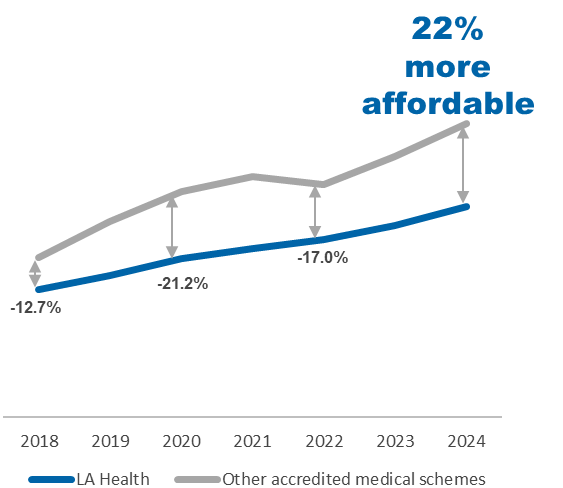 22%
more
affordable
-12.7%
-21.2%
-17.0%
2018 2019 2020 2021 2022 2023 2024
LA Health Other accredited medical schemes